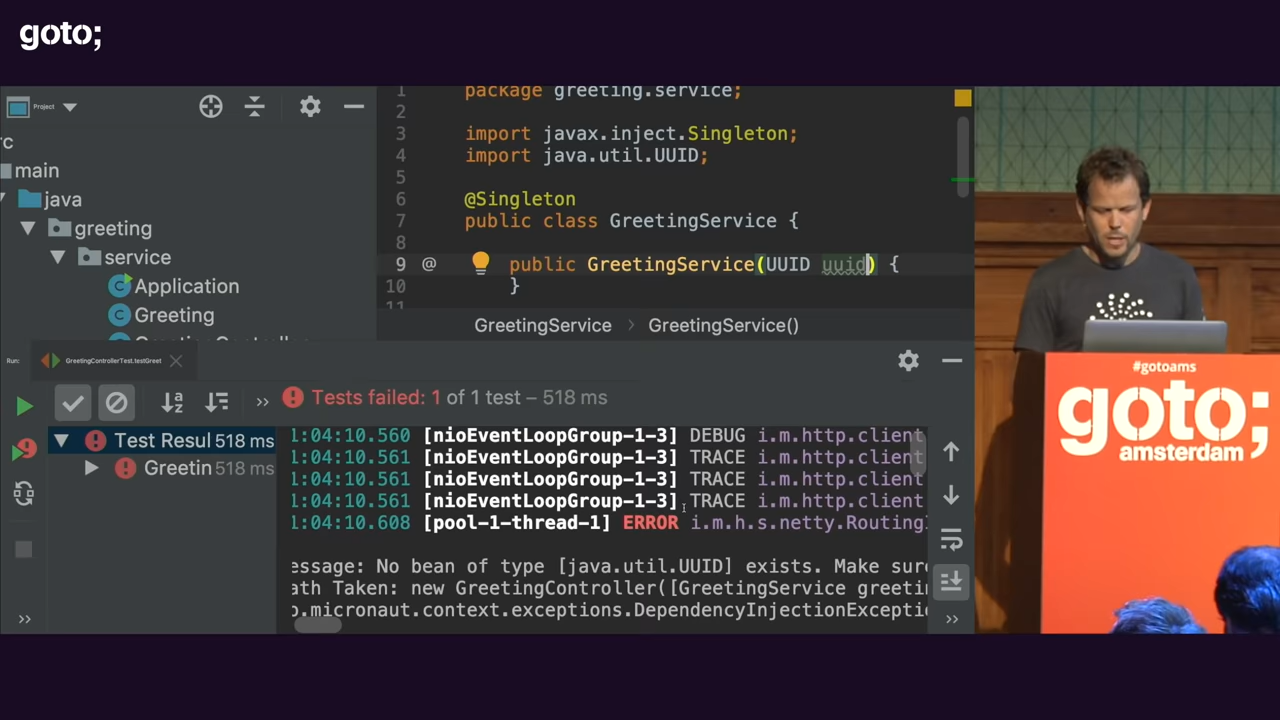 goto;
Project
rc
main
java
greeting
service
Application
Greeting
1 package greeting.service;
2
3 import javax.inject.Singleton;
4 import java.util.UUID;
5
6 @Singleton
7 public class GreetingService {
8
9 @ public GreetingService(UUID uuid) {
10 }
11
GreetingService > GreetingService()
Run: GreetingControllerTest.testGreet
Tests failed: 1 of 1 test – 518 ms
Test Resul 518 ms
Greetin 518 ms
1:04:10.560 [nioEventLoopGroup-1-3] DEBUG i.m.http.client
1:04:10.561 [nioEventLoopGroup-1-3] TRACE i.m.http.client
1:04:10.561 [nioEventLoopGroup-1-3] TRACE i.m.http.client
1:04:10.561 [nioEventLoopGroup-1-3] TRACE i.m.http.client
1:04:10.608 [pool-1-thread-1] ERROR i.m.h.s.netty.Routing
essage: No bean of type [java.util.UUID] exists. Make sure
ath Taken: new GreetingController([GreetingService greeti
o.micronaut.context.exceptions.DependencyInjectionExcepti
#gotoams
goto;
amsterdam